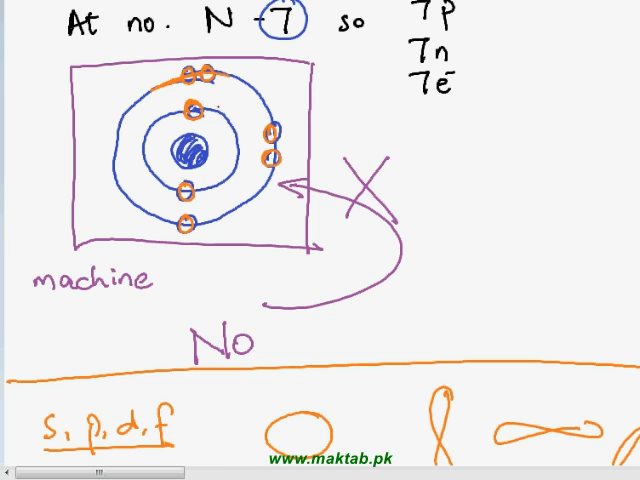 At no. N - 7 so 7p
7n
7e̅
machine
No
s, p, d, f
www.maktab.pk